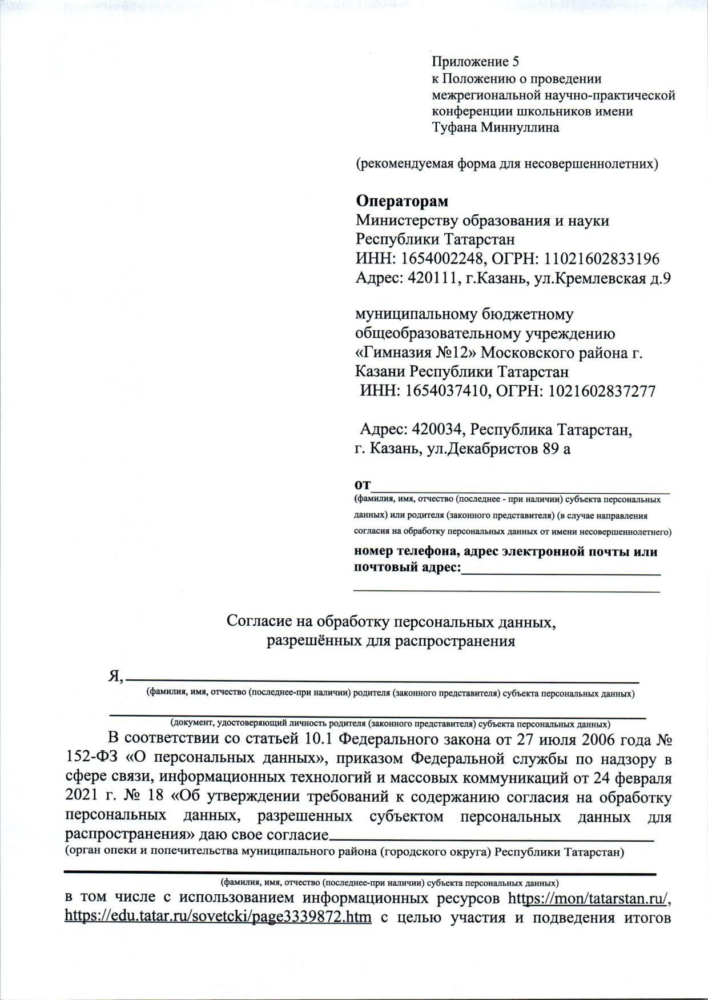 Приложение 5
к Положению о проведении
межрегиональной научно-практической
конференции школьников имени
Туфана Миннуллина
(рекомендуемая форма для несовершеннолетних)
Операторам
Министерству образования и науки
Республики Татарстан
ИНН: 1654002248, ОГРН: 11021602833196
Адрес: 420111, г.Казань, ул.Кремлевская д.9
муниципальному бюджетному
общеобразовательному учреждению
«Гимназия №12» Московского района г.
Казани Республики Татарстан
ИНН: 1654037410, ОГРН: 1021602837277
Адрес: 420034, Республика Татарстан,
г. Казань, ул.Декабристов 89 а
от
(фамилия, имя, отчество (последнее - при наличии) субъекта персональных
данных) или родителя (законного представителя) (в случае направления
согласия на обработку персональных данных от имени несовершеннолетнего)
номер телефона, адрес электронной почты или
почтовый адрес:
Согласие на обработку персональных данных,
разрешённых для распространения
Я,
(фамилия, имя, отчество (последнее-при наличии) родителя (законного представителя) субъекта персональных данных)
(документ, удостоверяющий личность родителя (законного представителя) субъекта персональных данных)
В соответствии со статьей 10.1 Федерального закона от 27 июля 2006 года №
152-ФЗ «О персональных данных», приказом Федеральной службы по надзору в
сфере связи, информационных технологий и массовых коммуникаций от 24 февраля
2021 г. № 18 «Об утверждении требований к содержанию согласия на обработку
персональных данных, разрешенных субъектом персональных данных для
распространения» даю свое согласие
(орган опеки и попечительства муниципального района (городского округа) Республики Татарстан)
(фамилия, имя, отчество (последнее-при наличии) субъекта персональных данных)
в том числе с использованием информационных ресурсов https://mon/tatarstan.ru/,
https://edu.tatar.ru/sovetcki/page3339872.htm с целью участия и подведения итогов